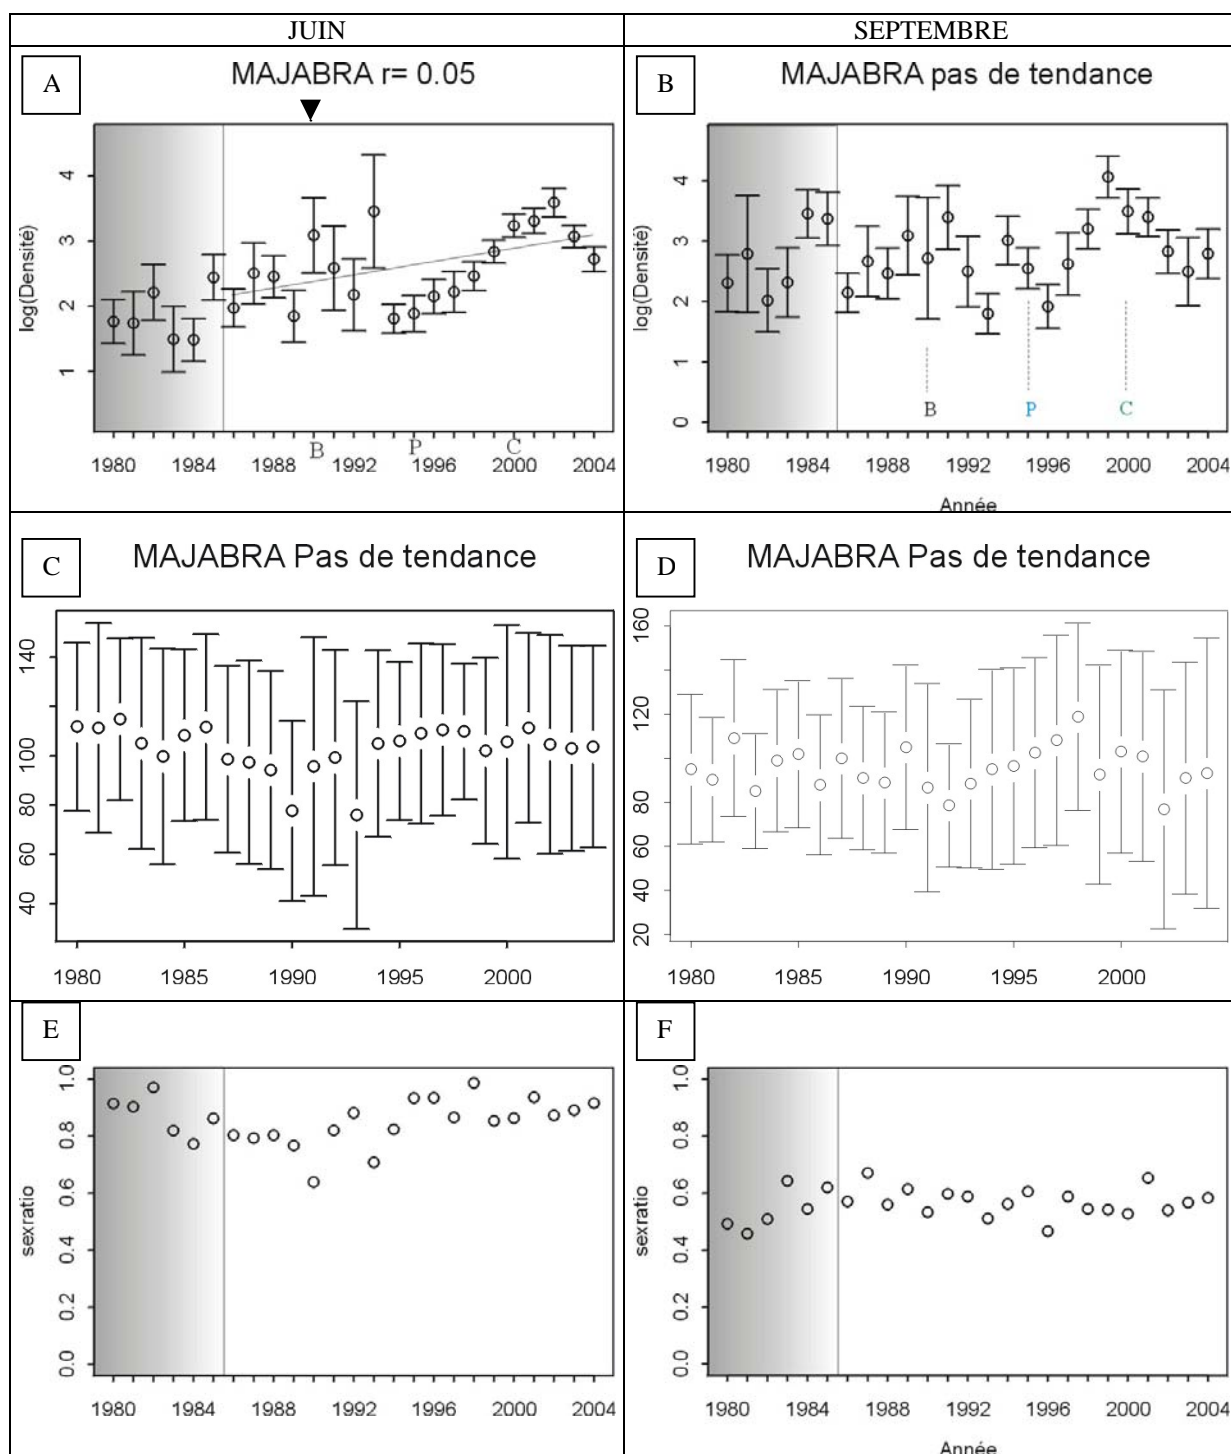 JUIN
SEPTEMBRE
A
MAJABRA r= 0.05
log(Densité)
4
3
2
1
B
P
C
1980 1984 1988 1992 1996 2000 2004
B
MAJABRA pas de tendance
log(Densité)
4
3
2
1
0
B
P
C
1980 1984 1988 1992 1996 2000 2004
Année
C
MAJABRA Pas de tendance
140
100
80
60
40
1980 1985 1990 1995 2000
D
MAJABRA Pas de tendance
160
120
80
60
40
20
1980 1985 1990 1995 2000
E
sexratio
1.0
0.8
0.6
0.4
0.2
0.0
1980 1984 1988 1992 1996 2000 2004
F
sexratio
1.0
0.8
0.6
0.4
0.2
0.0
1980 1984 1988 1992 1996 2000 2004
Année